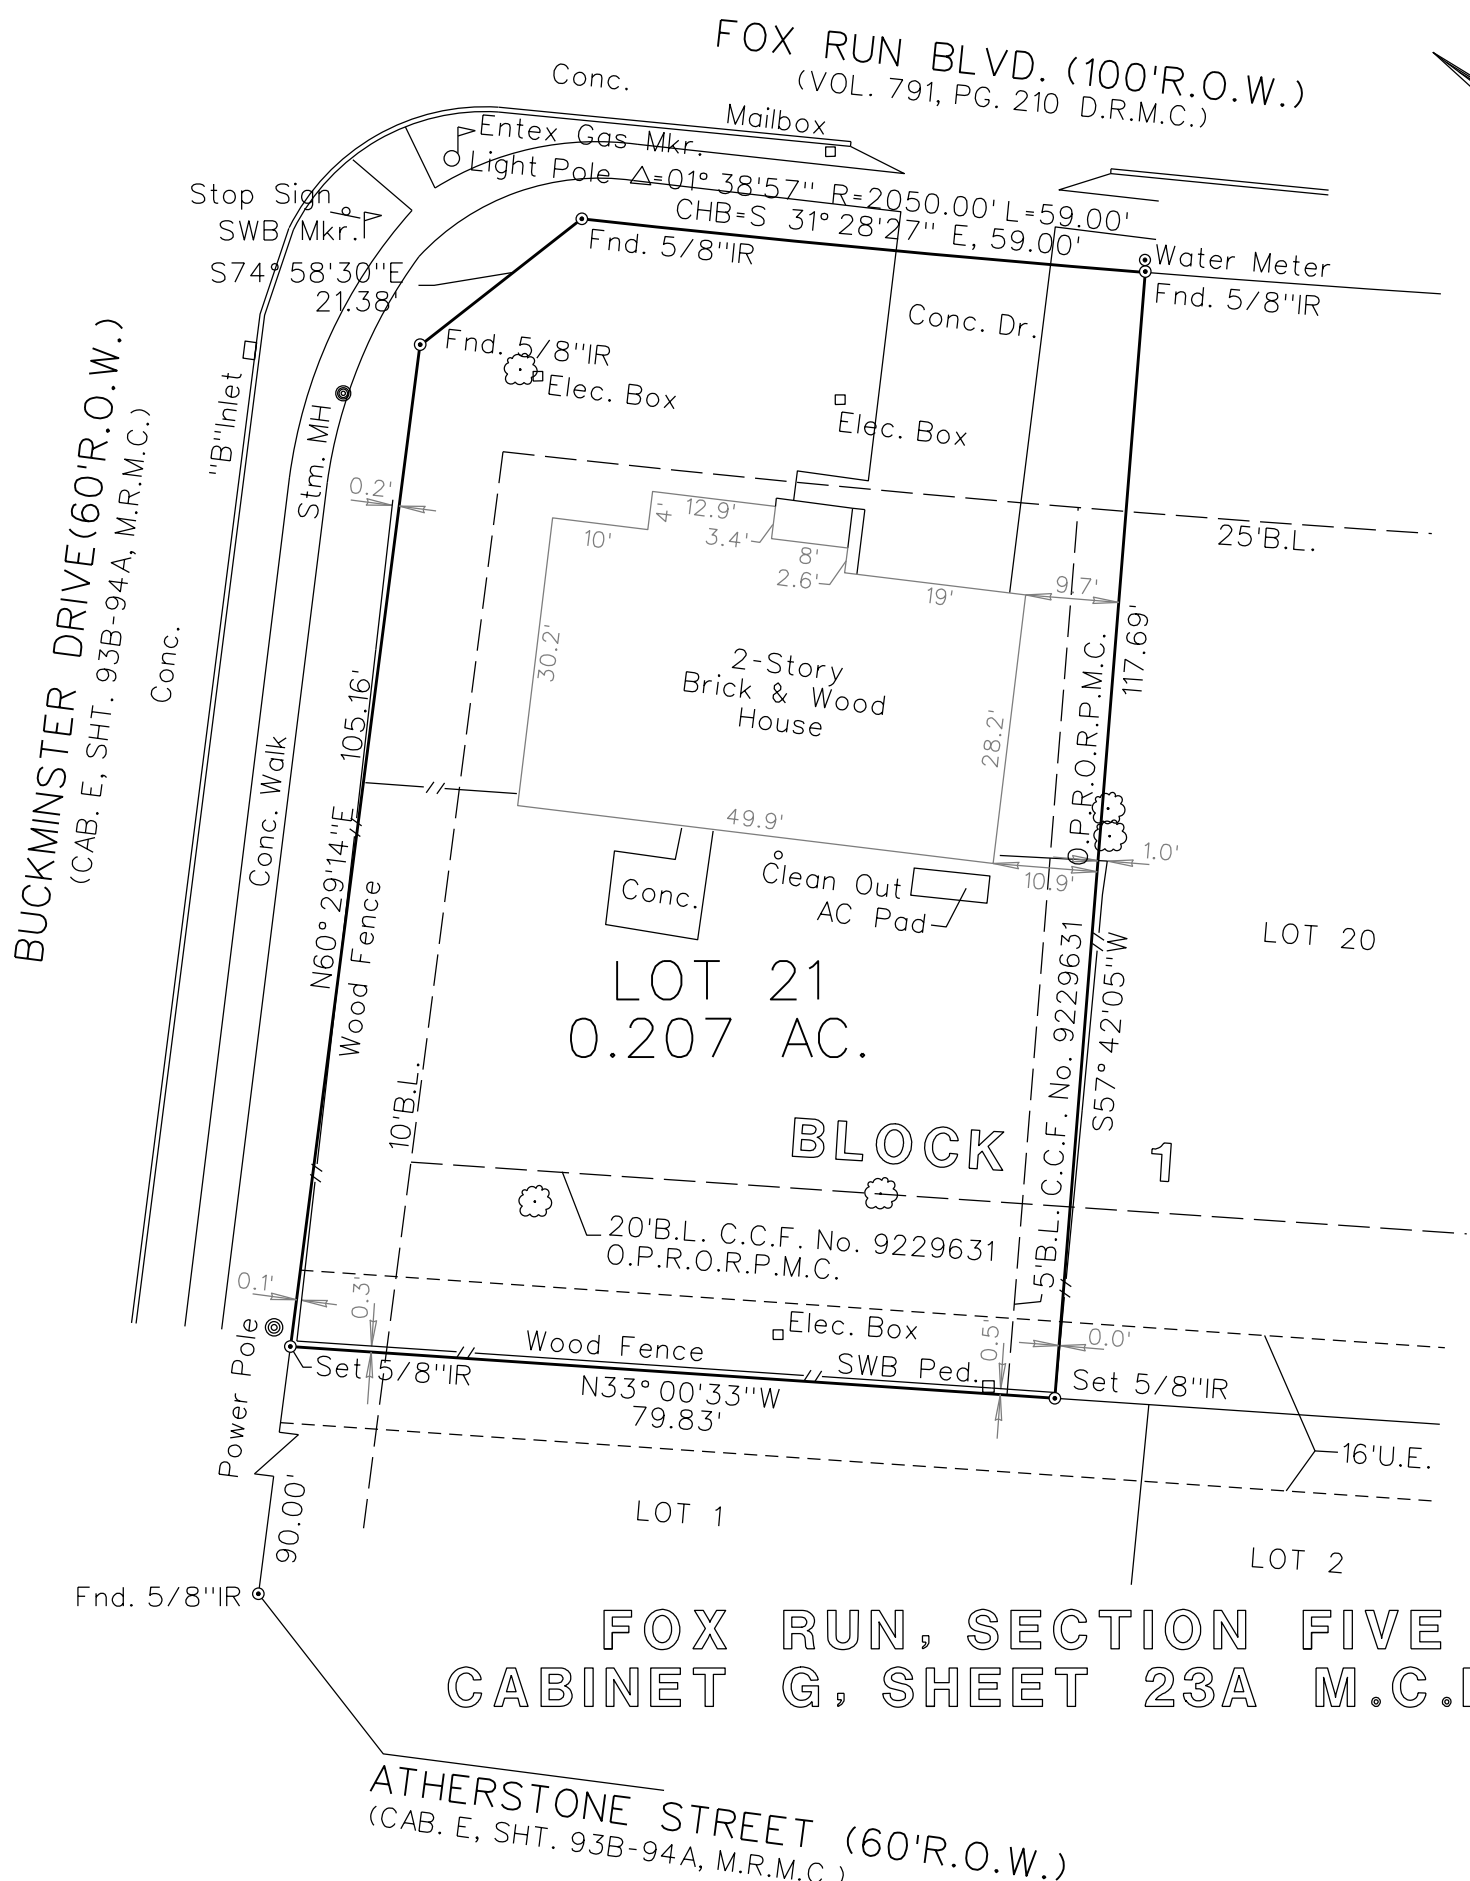 FOX RUN BLVD. (100'R.O.W.)
(VOL. 791, PG. 210 D.R.M.C.)
Conc.
Mailbox
Entex Gas Mkr.
Light Pole
△=01° 38'57" R=2050.00' L=59.00'
CHB=S 31° 28'27" E, 59.00'
Stop Sign
SWB Mkr.
S74° 58'30"E
21.38'
Fnd. 5/8"IR
Water Meter
Fnd. 5/8"IR
Conc. Dr.
Fnd. 5/8"IR
Elec. Box
Elec. Box
"B"Inlet
Stm. MH
BUCKMINSTER DRIVE(60'R.O.W.)
(CAB. E, SHT. 93B-94A, M.R.M.C.)
Conc.
Conc. Walk
0.2'
25'B.L.
10'
4'
12.9'
3.4'
8'
2.6'
19'
9.7'
30.2'
28.2'
49.9'
2-Story
Brick & Wood
House
117.69'
105.16'
N60° 29'14"E
Wood Fence
O.P.R.O.R.P.M.C.
1.0'
10.9'
Conc.
Clean Out
AC Pad
LOT 20
LOT 21
0.207 AC.
S57° 42'05"W
5'B.L. C.C.F. No. 9229631
10'B.L.
BLOCK 1
20'B.L. C.C.F. No. 9229631
O.P.R.O.R.P.M.C.
0.1'
0.3'
Power Pole
Set 5/8"IR
Wood Fence
Elec. Box
SWB Ped.
0.5'
0.0'
Set 5/8"IR
N33° 00'33"W
79.83'
16'U.E.
90.00'
LOT 1
LOT 2
Fnd. 5/8"IR
FOX RUN, SECTION FIVE
CABINET G, SHEET 23A M.C.
ATHERSTONE STREET (60'R.O.W.)
(CAB. E, SHT. 93B-94A, M.R.M.C.)